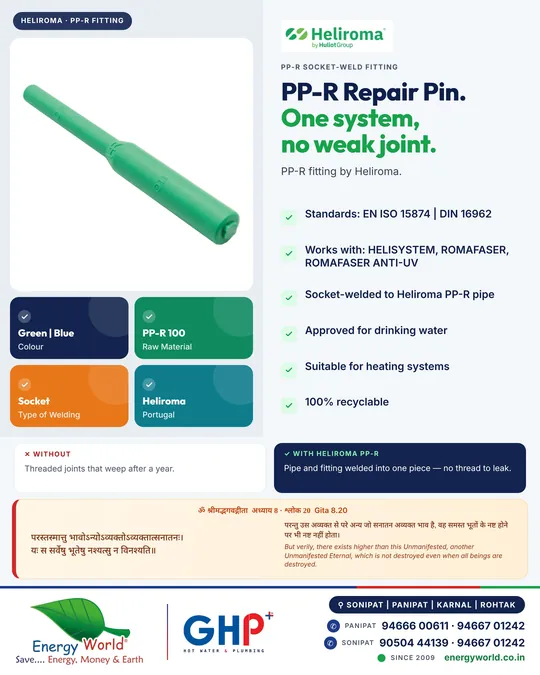 HELIROMA · PP-R FITTING
Heliroma®
by HuliotGroup
PP-R SOCKET-WELD FITTING
PP-R Repair Pin.
One system,
no weak joint.
PP-R fitting by Heliroma.
Standards: EN ISO 15874 | DIN 16962
Works with: HELISYSTEM, ROMAFASER,
ROMAFASER ANTI-UV
Socket-welded to Heliroma PP-R pipe
Approved for drinking water
Suitable for heating systems
100% recyclable
Green | Blue
Colour
PP-R 100
Raw Material
Socket
Type of Welding
Heliroma
Portugal
✕ WITHOUT
Threaded joints that weep after a year.
✓ WITH HELIROMA PP-R
Pipe and fitting welded into one piece — no thread to leak.
ॐ श्रीमद्भगवद्गीता अध्याय 8 · श्लोक 20 Gita 8.20
परस्तस्मात्तु भावोऽन्योऽव्यक्तोऽव्यक्तात्सनातनः।
यः स सर्वेषु भूतेषु नश्यत्सु न विनश्यति॥
परन्तु उस अव्यक्त से परे अन्य जो सनातन अव्यक्त भाव है, वह समस्त भूतों के नष्ट होने
पर भी नष्ट नहीं होता।
But verily, there exists higher than this Unmanifested, another
Unmanifested Eternal, which is not destroyed even when all beings are
destroyed.
Energy World®
Save.... Energy, Money & Earth
GHP+
HOT WATER & PLUMBING
SONIPAT | PANIPAT | KARNAL | ROHTAK
PANIPAT 94666 00611 · 94667 01242
SONIPAT 90504 44139 · 94667 01242
SINCE 2009 energyworld.co.in